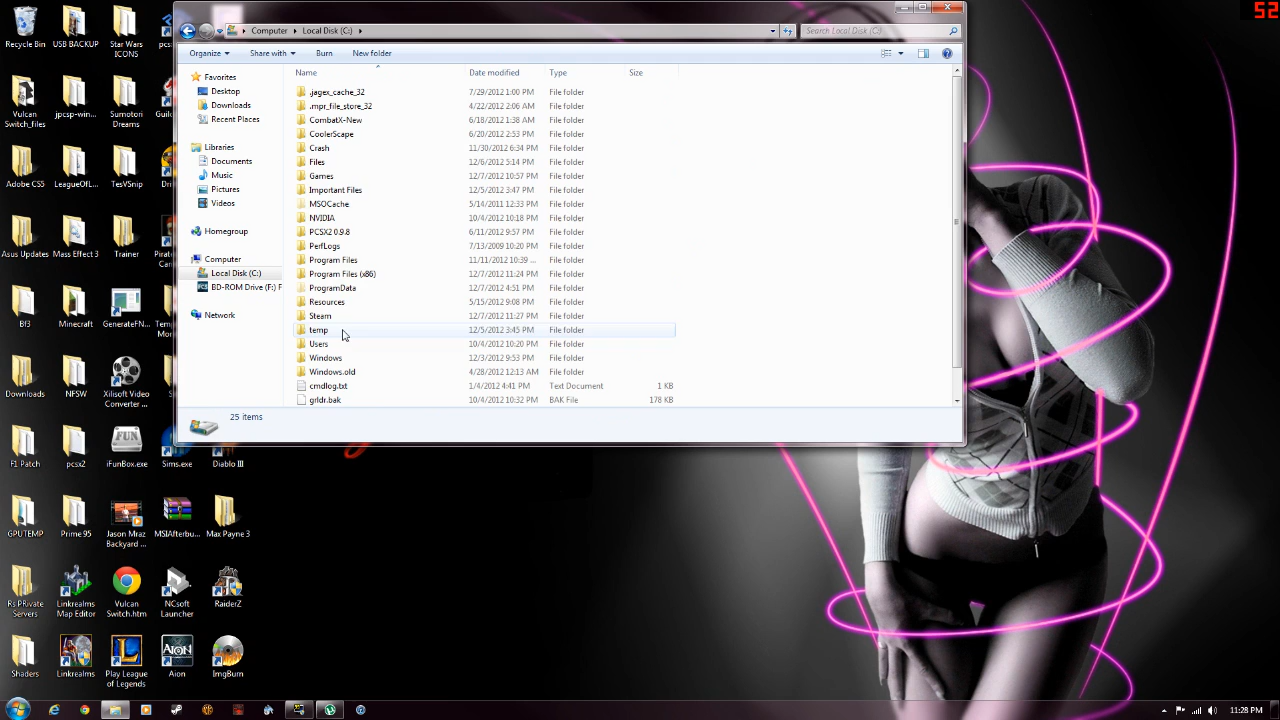 52
Computer
Local Disk (C:)
Search Local Disk (C:)
Organize
Share with
Burn
New folder
Favorites
Desktop
Downloads
Recent Places
Libraries
Documents
Music
Pictures
Videos
Homegroup
Computer
Local Disk (C:)
BD-ROM Drive (F:) F
Network
Name Date modified Type Size
.jagex_cache_32 7/29/2012 1:00 PM File folder
.mpr_file_store_32 4/22/2012 2:06 AM File folder
CombatX-New 6/18/2012 1:38 AM File folder
CoolerScape 6/20/2012 2:53 PM File folder
Crash 11/30/2012 6:34 PM File folder
Files 12/6/2012 5:14 PM File folder
Games 12/7/2012 10:57 PM File folder
Important Files 12/5/2012 3:47 PM File folder
MSOCache 5/14/2011 12:33 PM File folder
NVIDIA 10/4/2012 10:18 PM File folder
PCSX2 0.9.8 6/11/2012 9:57 PM File folder
PerfLogs 7/13/2009 10:20 PM File folder
Program Files 11/11/2012 10:39 ... File folder
Program Files (x86) 12/7/2012 11:24 PM File folder
ProgramData 12/7/2012 4:51 PM File folder
Resources 5/15/2012 9:08 PM File folder
Steam 12/7/2012 11:27 PM File folder
temp 12/5/2012 3:45 PM File folder
Users 10/4/2012 10:20 PM File folder
Windows 12/3/2012 9:53 PM File folder
Windows.old 4/28/2012 12:13 AM File folder
cmdlog.txt 1/4/2012 4:41 PM Text Document 1 KB
grldr.bak 10/4/2012 10:32 PM BAK File 178 KB
25 items
Recycle Bin
USB BACKUP
Star Wars
ICONS
Vulcan
Switch_files
jpcsp-win...
Sumotori
Dreams
Adobe CS5
LeagueOfL...
TesVSnip
Asus Updates
Mass Effect 3
Trainer
Bf3
Minecraft
GenerateFN...
Downloads
NFSW
Xilisoft Video
Converter ...
F1 Patch
pcsx2
iFunBox.exe
Sims.exe
Diablo III
GPUTEMP
Prime 95
Jason Mraz
Backyard ...
MSIAfterbu...
Max Payne 3
Rs PRivate
Servers
Linkrealms
Map Editor
Vulcan
Switch.htm
NCsoft
Launcher
RaiderZ
Shaders
Linkrealms
Play League
of Legends
Aion
ImgBurn
FUN
AION
11:28 PM